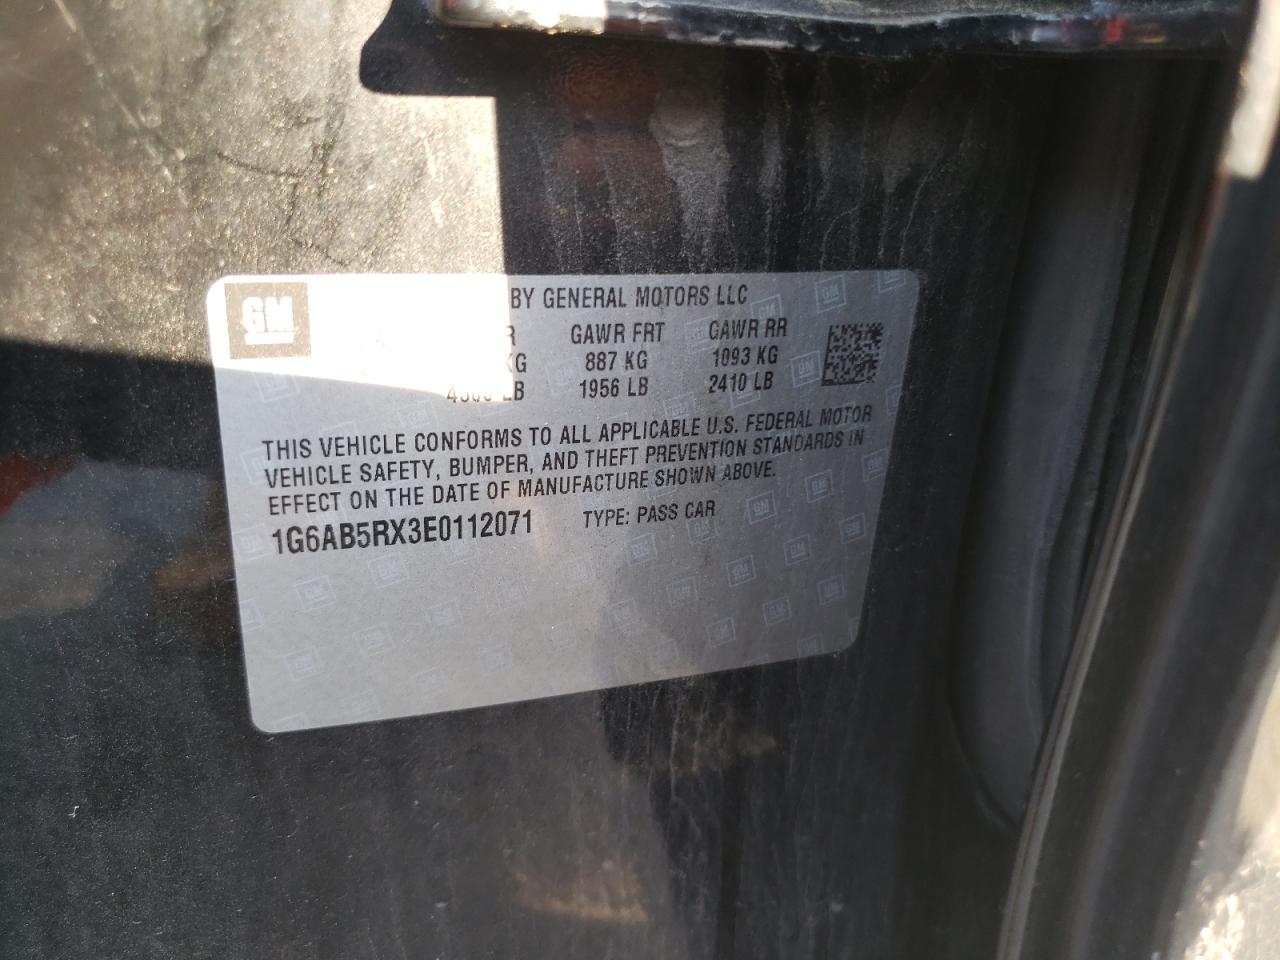 GM
BY GENERAL MOTORS LLC
GAWR FRT GAWR RR
KG 887 KG 1093 KG
LB 1956 LB 2410 LB
THIS VEHICLE CONFORMS TO ALL APPLICABLE U.S. FEDERAL MOTOR
VEHICLE SAFETY, BUMPER, AND THEFT PREVENTION STANDARDS IN
EFFECT ON THE DATE OF MANUFACTURE SHOWN ABOVE.
1G6AB5RX3E0112071 TYPE: PASS CAR